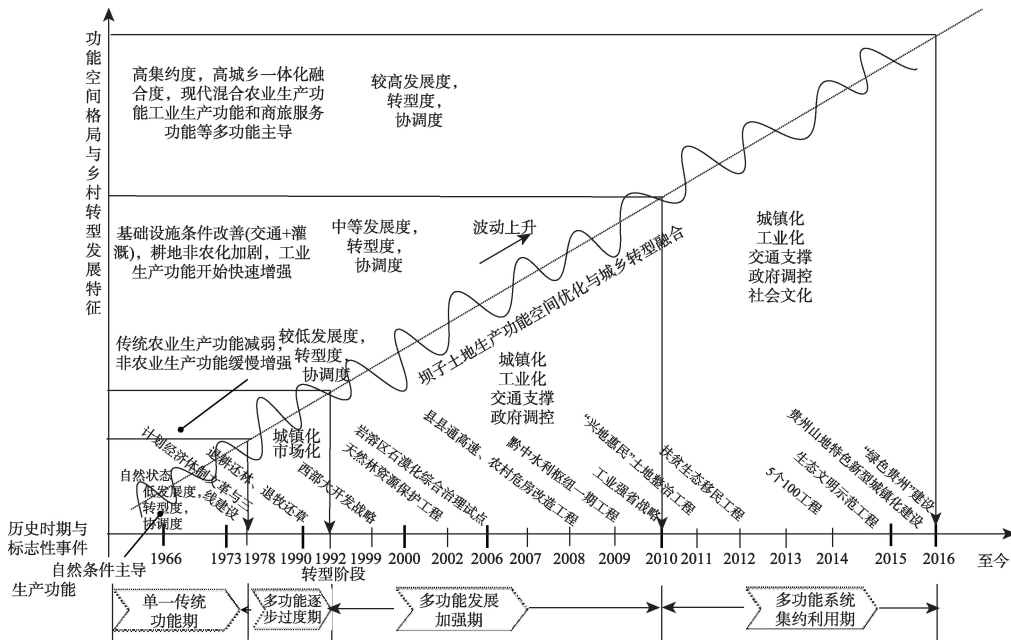 功能空间格局与乡村转型发展特征
高集约度，高城乡一体化融
合度，现代混合农业生产功
能工业生产功能和商旅服务
功能等多功能主导
较高发展度，
转型度，
协调度
基础设施条件改善(交通+灌
溉)，耕地非农化加剧，工业
生产功能开始快速增强
中等发展度，
转型度，
协调度
波动上升
城镇化
工业化
交通支撑
政府调控
社会文化
传统农业生产功能减弱，
非农业生产功能缓慢增强
较低发展度，
转型度，
协调度
坝子土地生产功能空间优化与城乡转型融合
城镇化
工业化
交通支撑
政府调控
城镇化
市场化
自然状态
低发展度，
转型度，
协调度
计划经济体制、文革与三
线建设
退耕还林、退牧还草
西部大开发战略
岩溶区石漠化综合治理试点
天然林资源保护工程
县县通高速、农村危房改造工程
黔中水利枢纽一期工程
“兴地惠民”土地整治工程
工业强省战略
扶贫生态移民工程
5个100工程
贵州山地特色新型城镇化建设
生态文明示范工程
“绿色贵州”建设
历史时期与
标志性事件
1966 1973 1978 1990 1992 1999 2000 2002 2006 2007 2008 2009 2010 2011 2012 2013 2014 2015 2016 至今
自然条件主导
生产功能
转型阶段
单一传统
功能期
多功能逐
步过度期
多功能发展
加强期
多功能系统
集约利用期